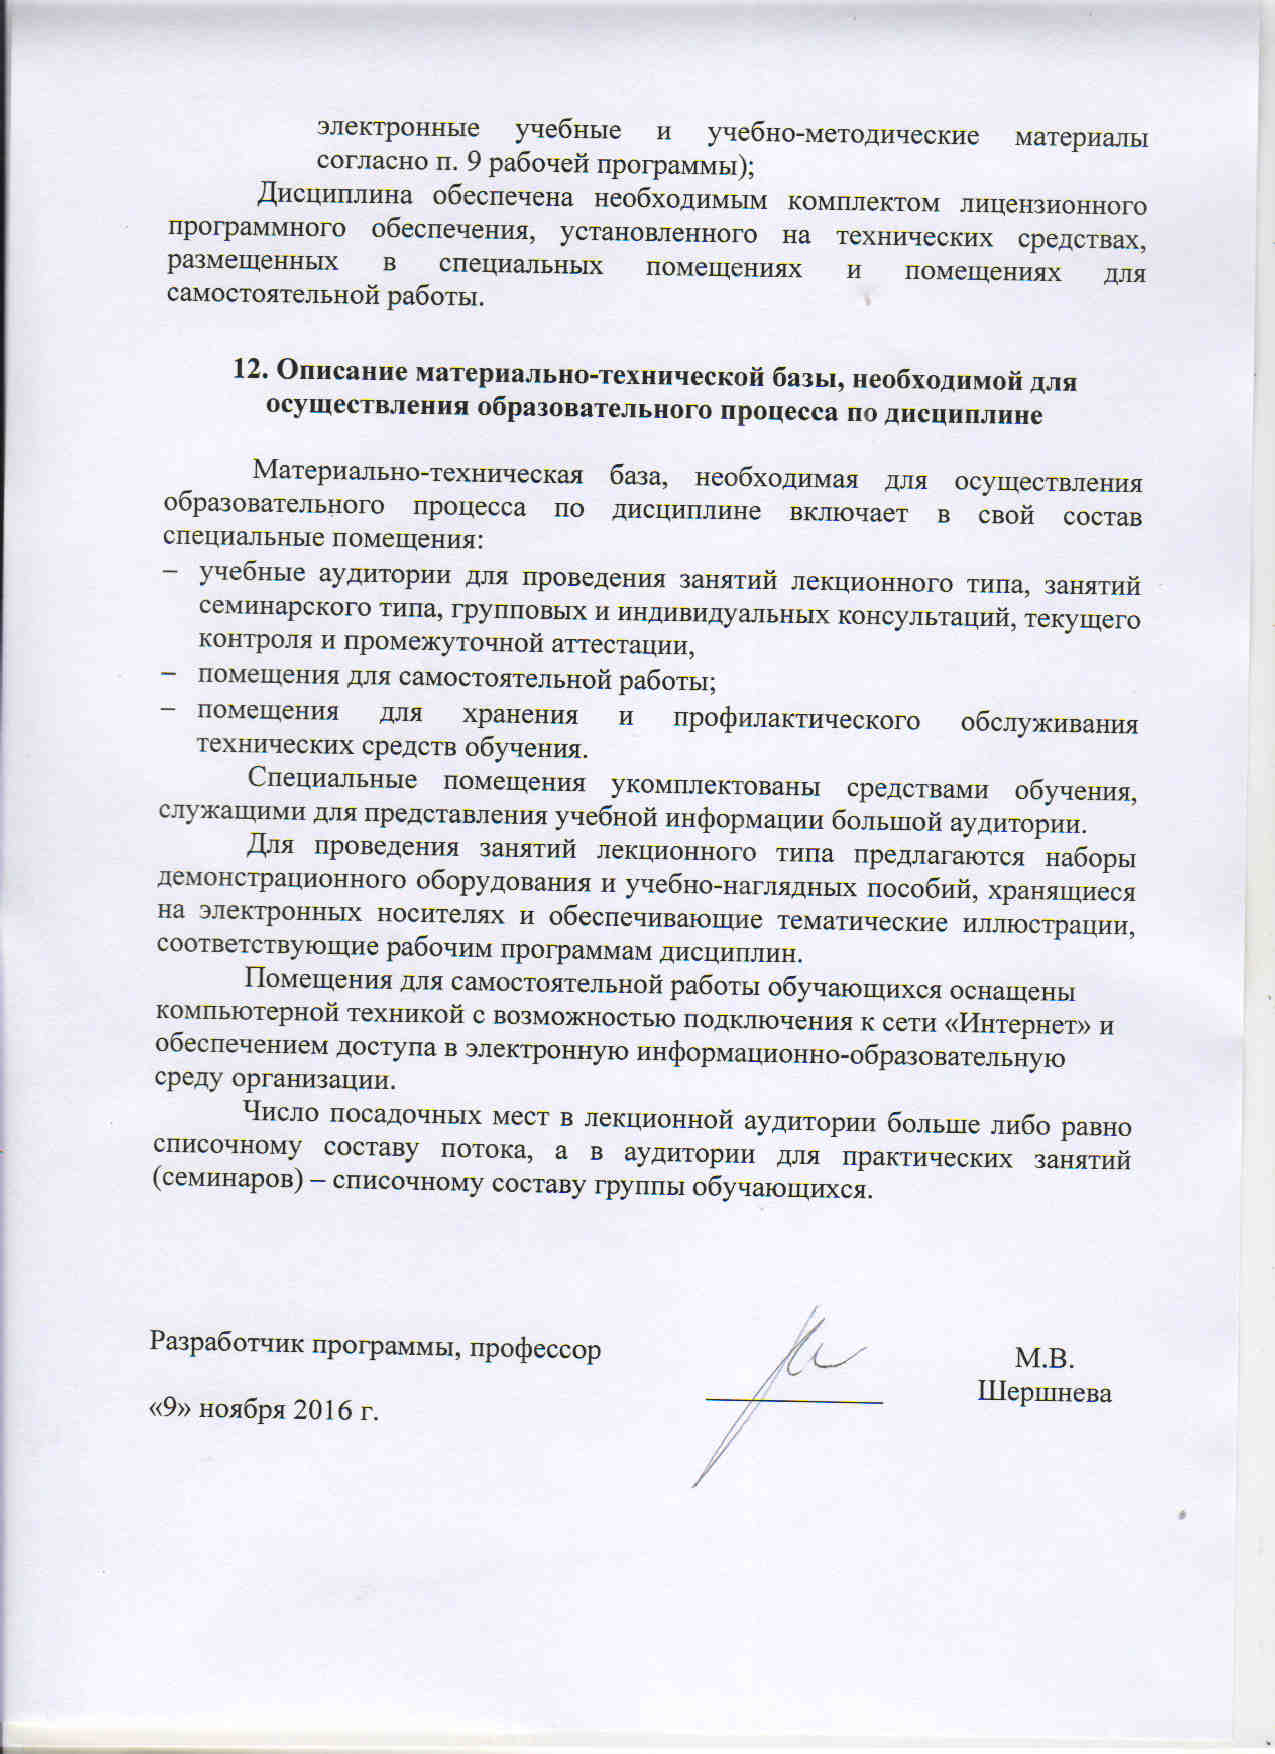 электронные учебные и учебно-методические материалы
согласно п. 9 рабочей программы);
Дисциплина обеспечена необходимым комплектом лицензионного
программного обеспечения, установленного на технических средствах,
размещенных в специальных помещениях и помещениях для
самостоятельной работы.
12. Описание материально-технической базы, необходимой для
осуществления образовательного процесса по дисциплине
Материально-техническая база, необходимая для осуществления
образовательного процесса по дисциплине включает в свой состав
специальные помещения:
– учебные аудитории для проведения занятий лекционного типа, занятий
семинарского типа, групповых и индивидуальных консультаций, текущего
контроля и промежуточной аттестации,
– помещения для самостоятельной работы;
– помещения для хранения и профилактического обслуживания
технических средств обучения.
Специальные помещения укомплектованы средствами обучения,
служащими для представления учебной информации большой аудитории.
Для проведения занятий лекционного типа предлагаются наборы
демонстрационного оборудования и учебно-наглядных пособий, хранящиеся
на электронных носителях и обеспечивающие тематические иллюстрации,
соответствующие рабочим программам дисциплин.
Помещения для самостоятельной работы обучающихся оснащены
компьютерной техникой с возможностью подключения к сети «Интернет» и
обеспечением доступа в электронную информационно-образовательную
среду организации.
Число посадочных мест в лекционной аудитории больше либо равно
списочному составу потока, а в аудитории для практических занятий
(семинаров) – списочному составу группы обучающихся.
Разработчик программы, профессор
М.В.
Шершнева
«9» ноября 2016 г.